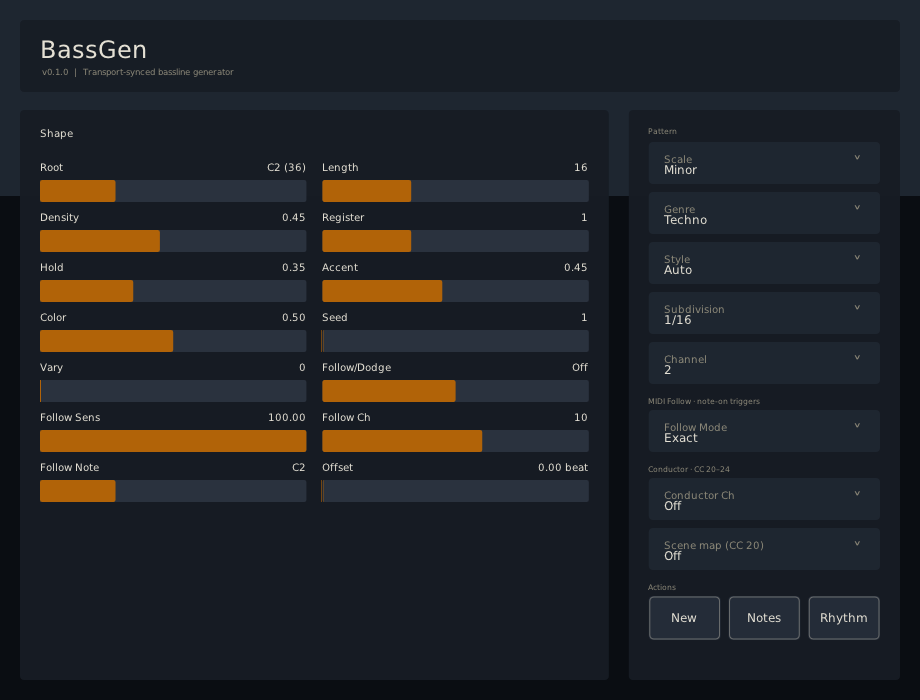 BassGen
v0.1.0 | Transport-synced bassline generator
Shape
Root C2 (36)
Length 16
Density 0.45
Register 1
Hold 0.35
Accent 0.45
Color 0.50
Seed 1
Vary 0
Follow/Dodge Off
Follow Sens 100.00
Follow Ch 10
Follow Note C2
Offset 0.00 beat
Pattern
Scale
Minor
Genre
Techno
Style
Auto
Subdivision
1/16
Channel
2
MIDI Follow · note-on triggers
Follow Mode
Exact
Conductor · CC 20–24
Conductor Ch
Off
Scene map (CC 20)
Off
Actions
New
Notes
Rhythm